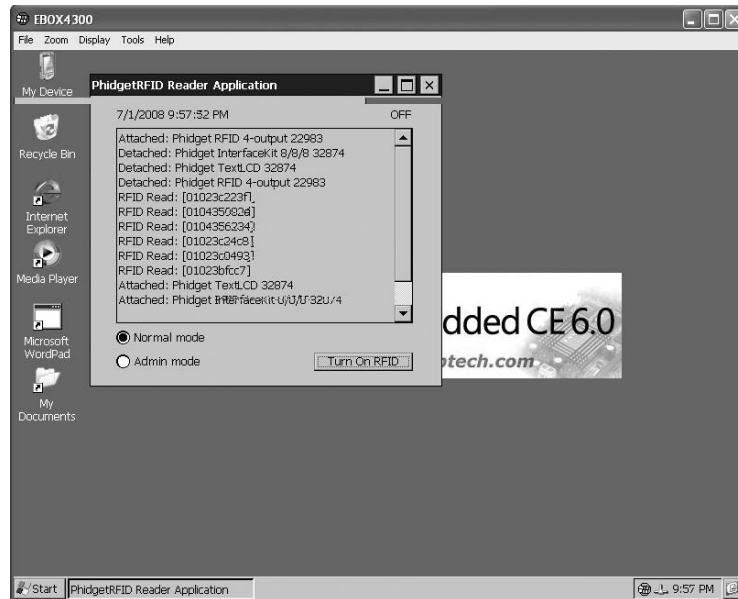 EBOX4300
File Zoom Display Tools Help
My Device
Recycle Bin
Internet
Explorer
Media Player
Microsoft
WordPad
My
Documents
PhidgetRFID Reader Application
7/1/2008 9:57:32 PM OFF
Attached: Phidget RFID 4-output 22983
Detached: Phidget InterfaceKit 8/8/8 32874
Detached: Phidget TextLCD 32874
Detached: Phidget RFID 4-output 22983
RFID Read: [01023c223f]
RFID Read:
RFID Read: [0104356234]
RFID Read: [01023c24c8]
RFID Read: [01023c0493]
RFID Read: [01023bfcc7]
Attached: Phidget TextLCD 32874
Attached: Phidget
Normal mode
Admin mode
Turn On RFID
dded CE 6.0
ptech.com
Start PhidgetRFID Reader Application 9:57 PM